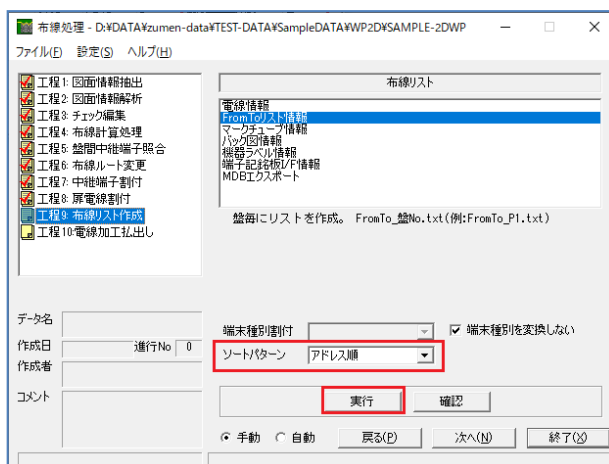 布線処理 - D:¥DATA¥zumen-data¥TEST-DATA¥SampleDATA¥WP2D¥SAMPLE-2DWP
ファイル(F) 設定(S) ヘルプ(H)
工程1: 図面情報抽出
工程2: 図面情報解析
工程3: チェック編集
工程4: 布線計算処理
工程5: 盤間中継端子照合
工程6: 布線ルート変更
工程7: 中継端子割付
工程8: 扉電線割付
工程9: 布線リスト作成
工程10:電線加工払出し
布線リスト
電線情報
FromToリスト情報
マークチューブ情報
バック図情報
機器ラベル情報
端子記銘板I/F情報
MDBエクスポート
盤毎にリストを作成。 FromTo_盤No.txt(例:FromTo_P1.txt)
データ名
作成日 進行No 0
作成者
コメント
端末種別割付 端末種別を変換しない
ソートパターン アドレス順
実行 確認
手動 自動 戻る(P) 次へ(N) 終了(X)